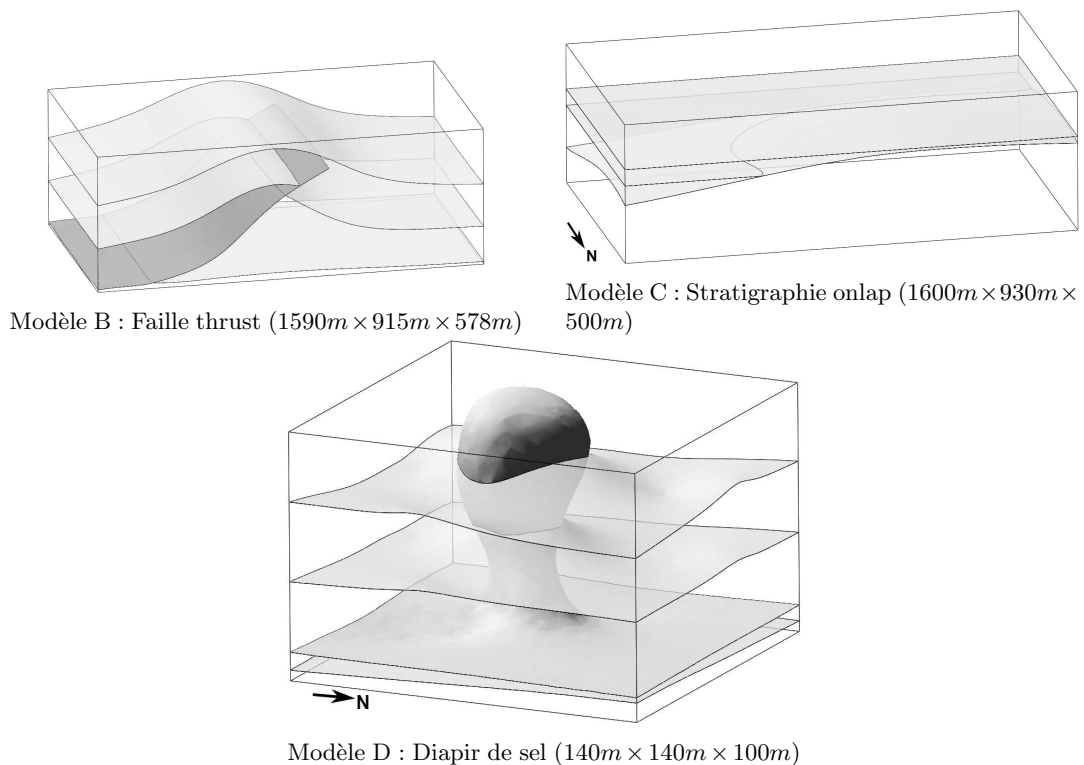 N
Modèle B : Faille thrust (1590m × 915m × 578m)
Modèle C : Stratigraphie onlap (1600m × 930m ×
500m)
N
Modèle D : Diapir de sel (140m × 140m × 100m)